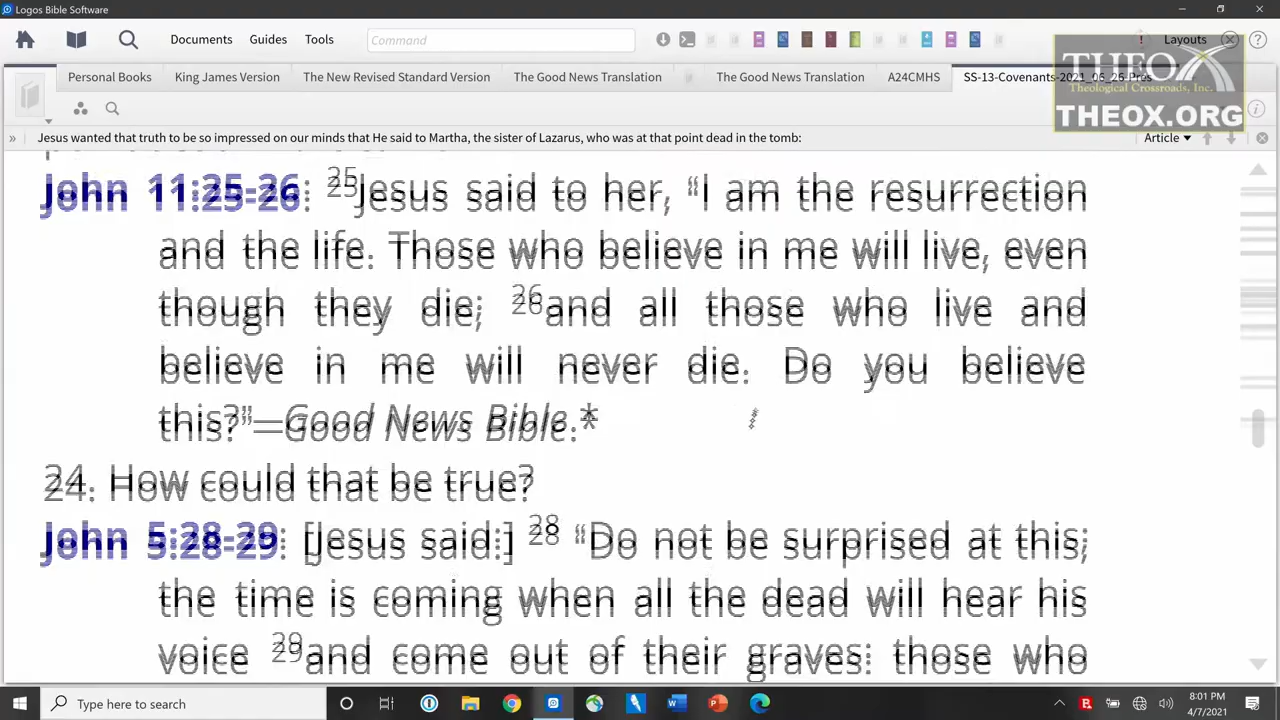 Logos Bible Software
Documents Guides Tools Command Layouts
THEOX
Theological Crossroads, Inc.
THEOX.ORG
Personal Books King James Version The New Revised Standard Version The Good News Translation The Good News Translation A24CMHS SS-13-Covenants-2021_06_26.Pres
» Jesus wanted that truth to be so impressed on our minds that He said to Martha, the sister of Lazarus, who was at that point dead in the tomb: Article
John 11:25-26: 25Jesus said to her, “I am the resurrection
and the life. Those who believe in me will live, even
though they die; 26and all those who live and
believe in me will never die. Do you believe
this?”—Good News Bible.*
24. How could that be true?
John 5:28-29: [Jesus said:] 28 “Do not be surprised at this;
the time is coming when all the dead will hear his
voice 29and come out of their graves: those who
Type here to search
8:01 PM
4/7/2021